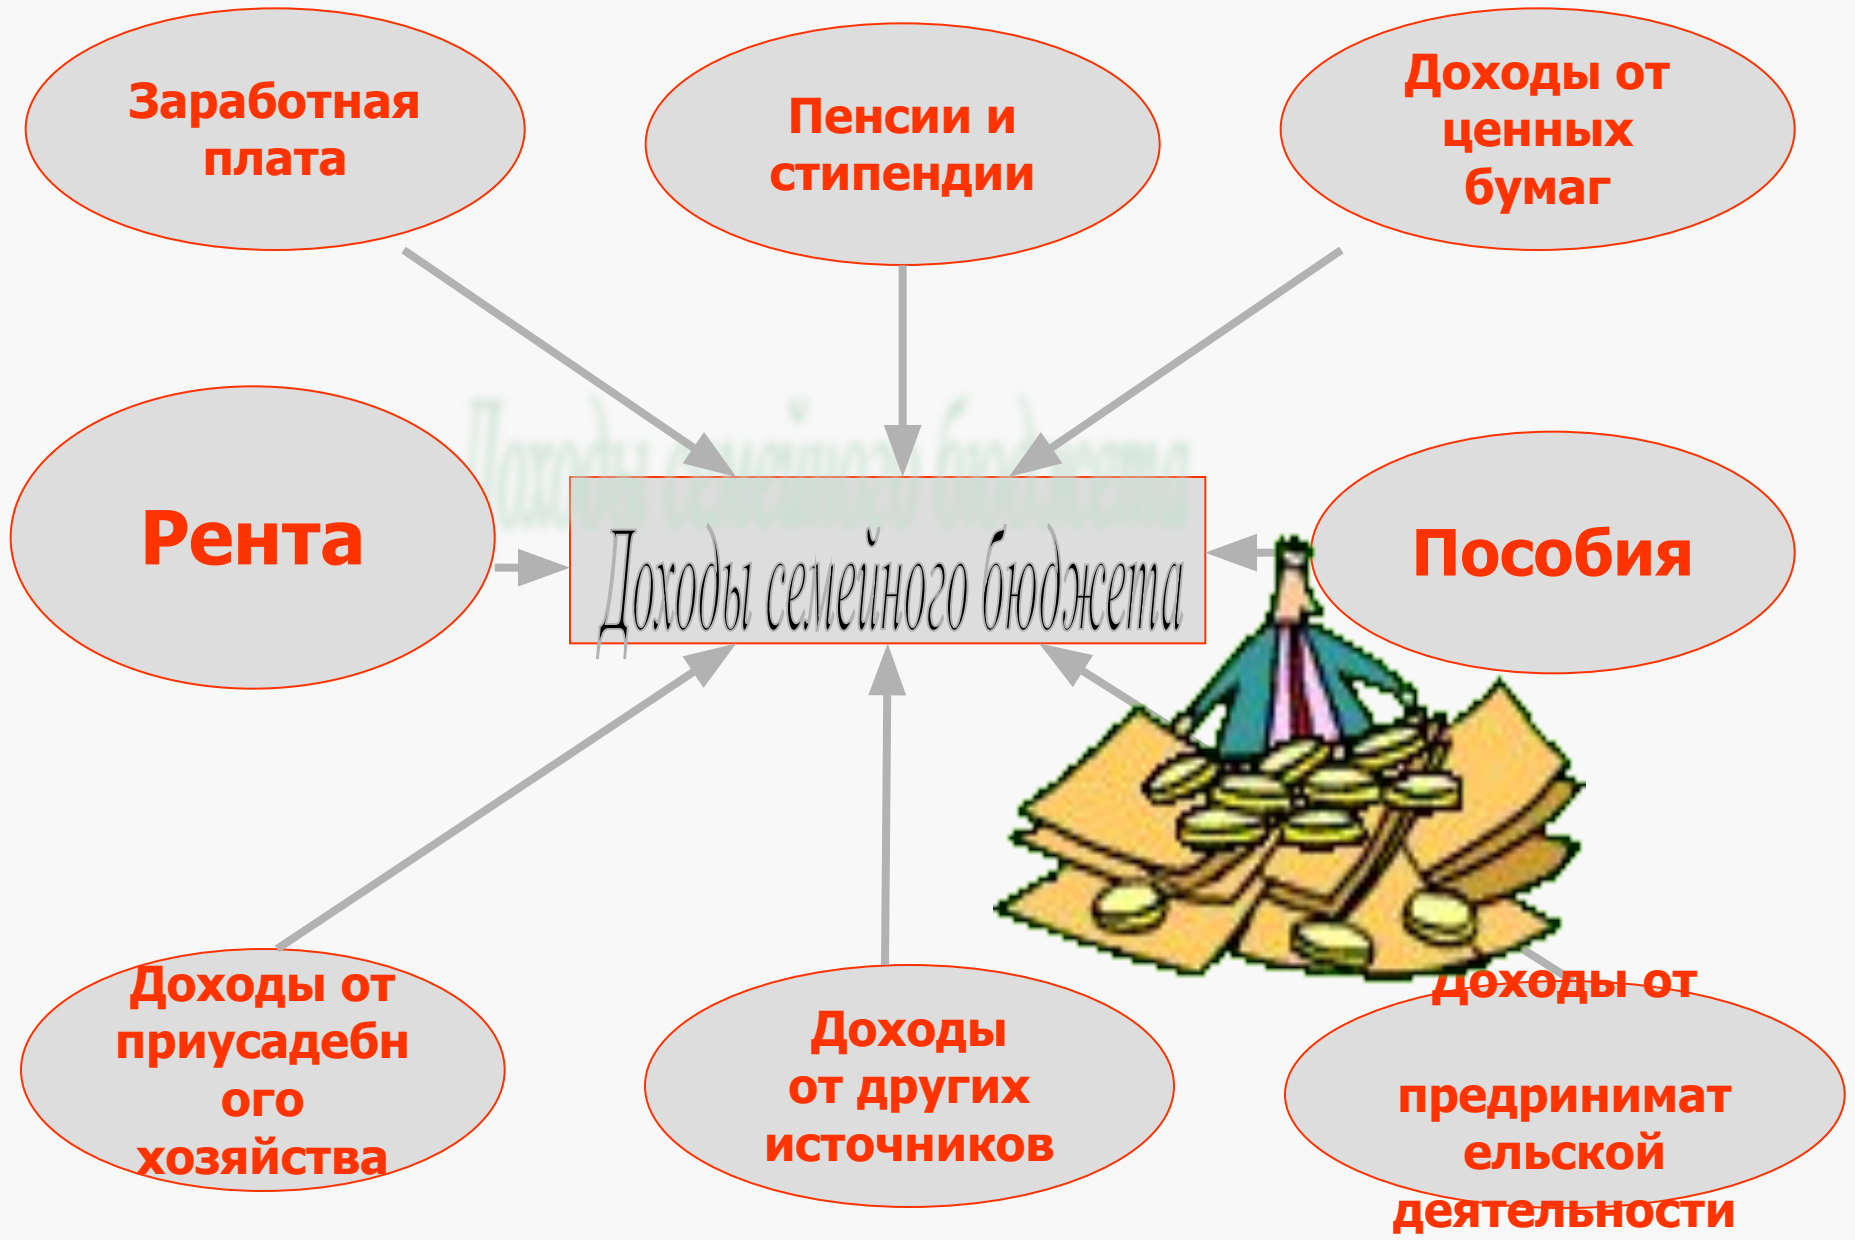 Заработная
плата
Пенсии и
стипендии
Доходы от
ценных
бумаг
Рента
Доходы семейного бюджета
Пособия
Доходы от
приусадебн
ого
хозяйства
Доходы
от других
источников
Доходы от
предпринимат
ельской
деятельности